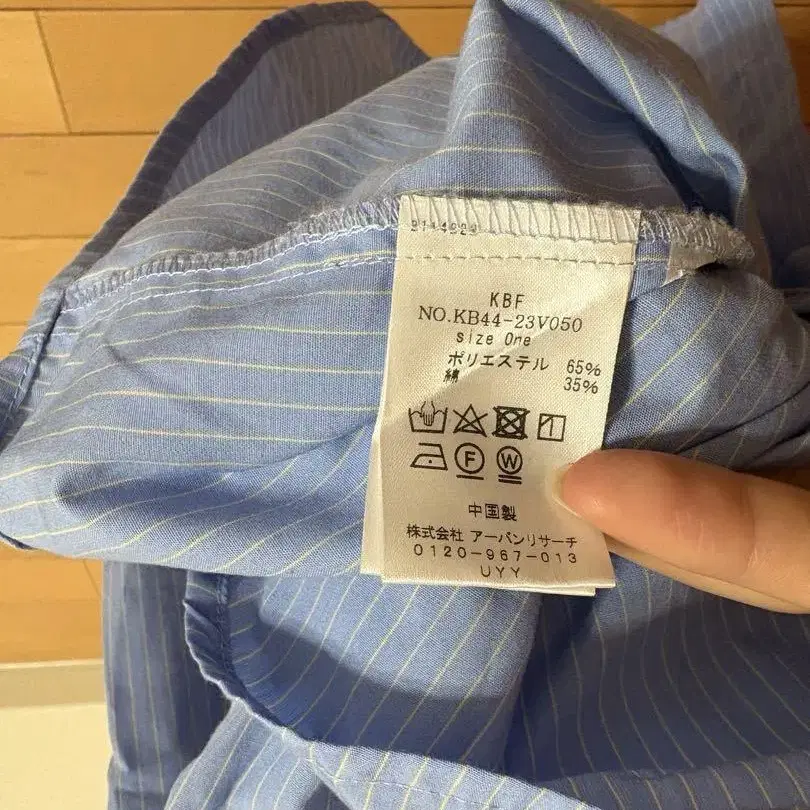 KBF
NO.KB44-23V050
size One
ポリエステル 65%
綿 35%
F W
中国製
株式会社 アーバンリサーチ
0120-967-013
UYY